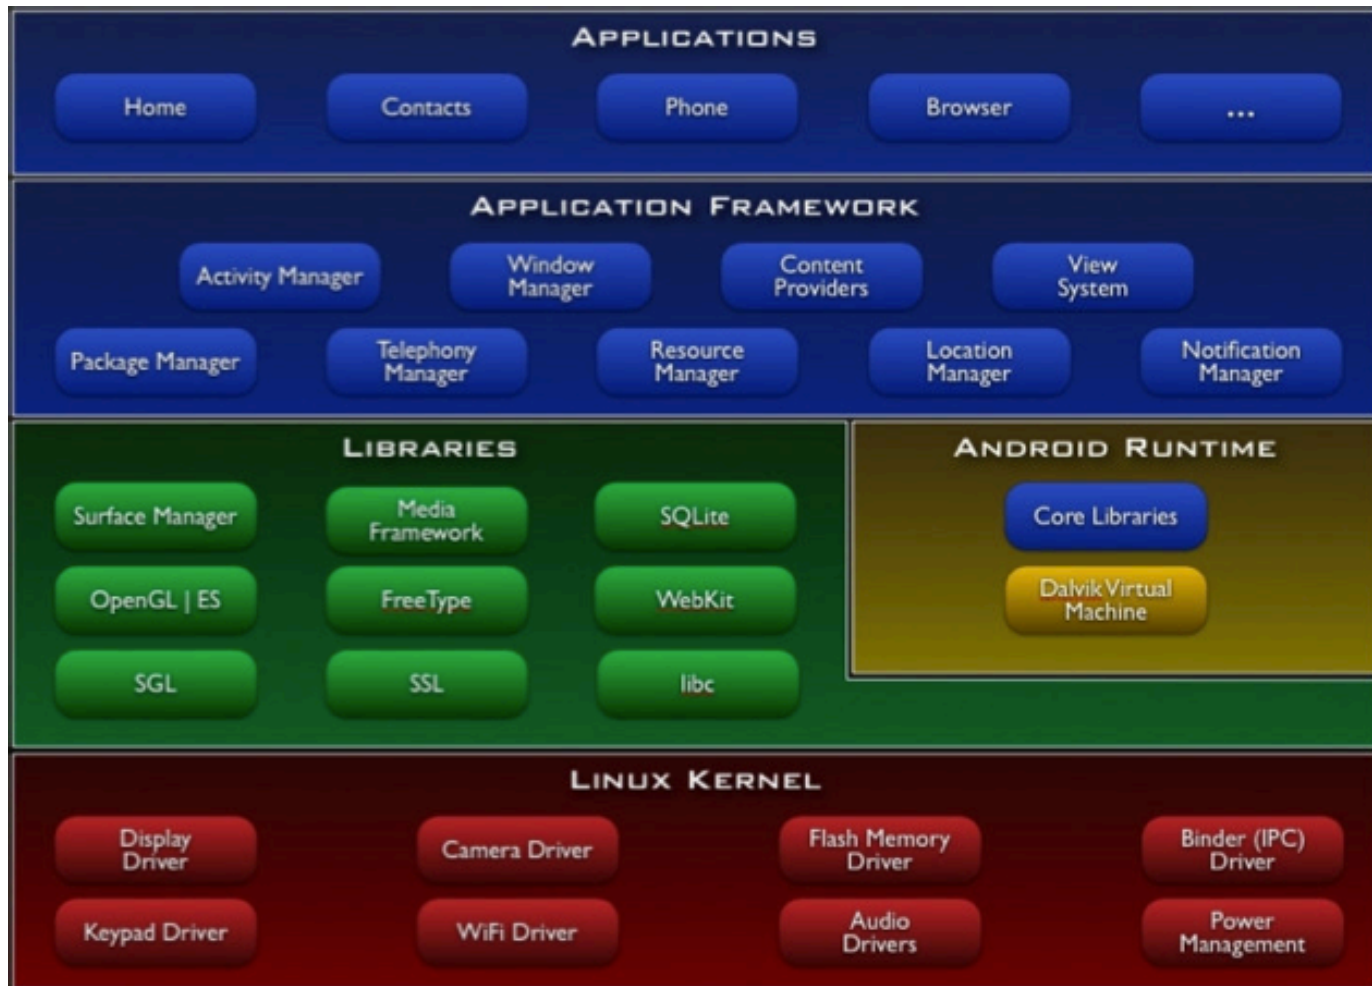 APPLICATIONS
Home
Contacts
Phone
Browser
...
APPLICATION FRAMEWORK
Activity Manager
Window
Manager
Content
Providers
View
System
Package Manager
Telephony
Manager
Resource
Manager
Location
Manager
Notification
Manager
LIBRARIES
Surface Manager
Media
Framework
SQLite
OpenGL | ES
FreeType
WebKit
SGL
SSL
libc
ANDROID RUNTIME
Core Libraries
Dalvik Virtual
Machine
LINUX KERNEL
Display
Driver
Camera Driver
Flash Memory
Driver
Binder (IPC)
Driver
Keypad Driver
WiFi Driver
Audio
Drivers
Power
Management